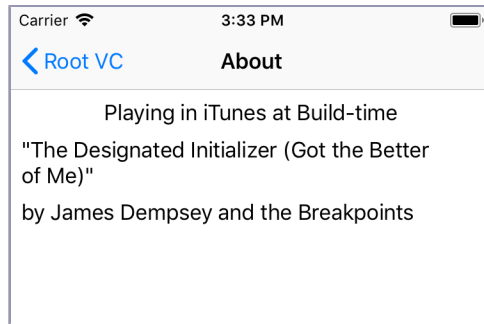 Carrier 3:33 PM
Root VC About
Playing in iTunes at Build-time
"The Designated Initializer (Got the Better
of Me)"
by James Dempsey and the Breakpoints